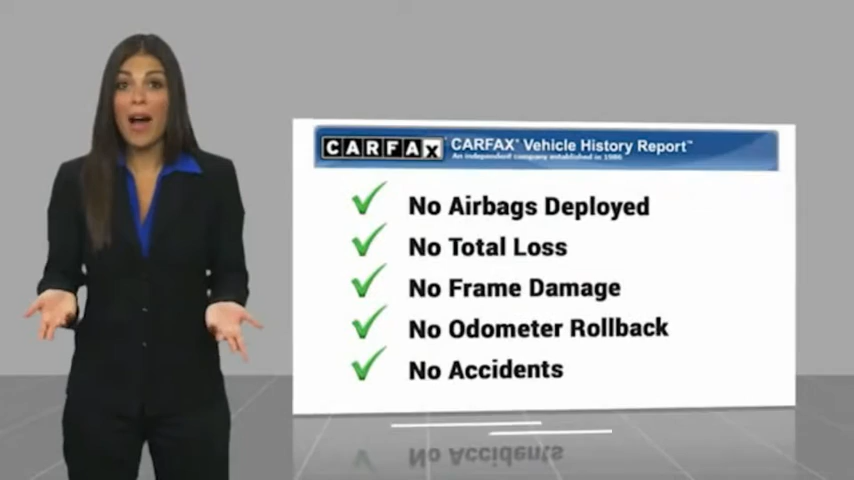 CARFAX CARFAX® Vehicle History Report™
An independent company established in 1986
No Airbags Deployed
No Total Loss
No Frame Damage
No Odometer Rollback
No Accidents
No Accidents